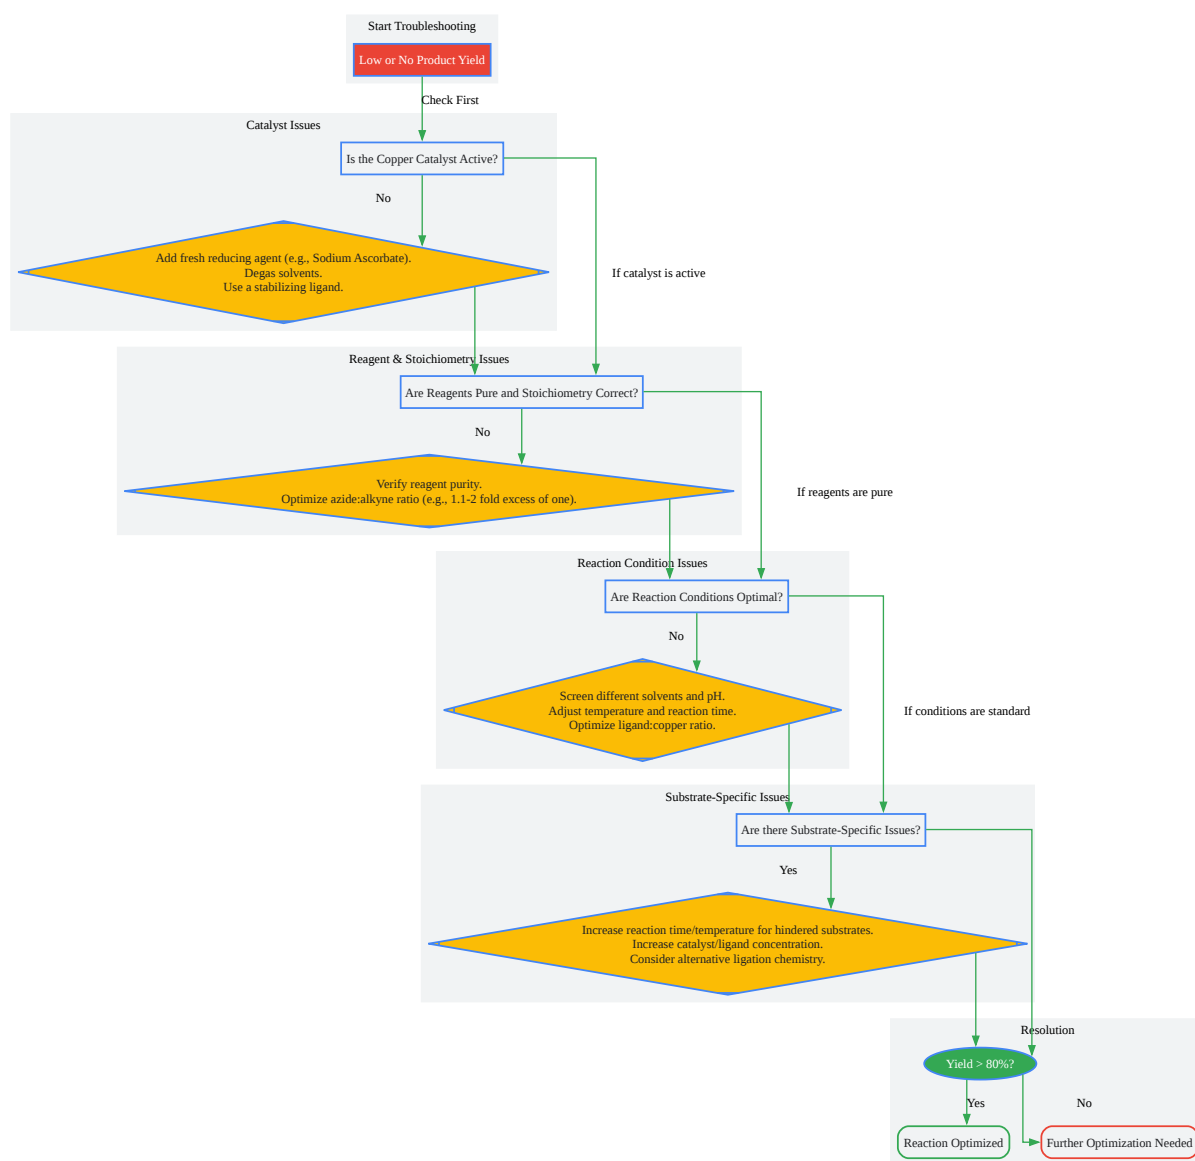 Start Troubleshooting
Low or No Product Yield
Check First
Catalyst Issues
Is the Copper Catalyst Active?
No
Add fresh reducing agent (e.g., Sodium Ascorbate).
Degas solvents.
Use a stabilizing ligand.
If catalyst is active
Reagent & Stoichiometry Issues
Are Reagents Pure and Stoichiometry Correct?
No
Verify reagent purity.
Optimize azide:alkyne ratio (e.g., 1.1-2 fold excess of one).
If reagents are pure
Reaction Condition Issues
Are Reaction Conditions Optimal?
No
Screen different solvents and pH.
Adjust temperature and reaction time.
Optimize ligand:copper ratio.
If conditions are standard
Substrate-Specific Issues
Are there Substrate-Specific Issues?
Yes
Increase reaction time/temperature for hindered substrates.
Increase catalyst/ligand concentration.
Consider alternative ligation chemistry.
Resolution
Yield > 80%?
Yes
No
Reaction Optimized
Further Optimization Needed